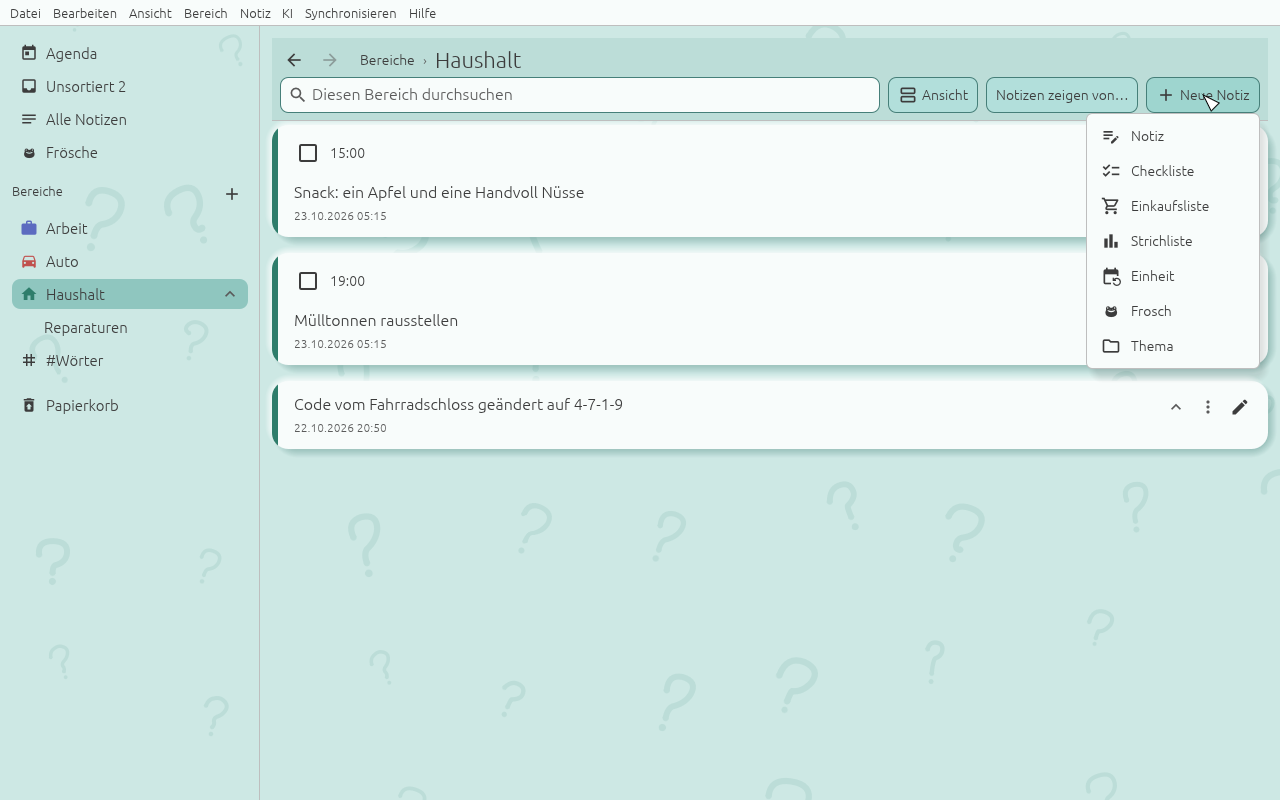 Datei Bearbeiten Ansicht Bereich Notiz KI Synchronisieren Hilfe
Agenda
Unsortiert 2
Alle Notizen
Frösche
Bereiche
Arbeit
Auto
Haushalt
Reparaturen
#Wörter
Papierkorb
Bereiche › Haushalt
Diesen Bereich durchsuchen
Ansicht
Notizen zeigen von…
Neue Notiz
15:00
Snack: ein Apfel und eine Handvoll Nüsse
23.10.2026 05:15
19:00
Mülltonnen rausstellen
23.10.2026 05:15
Code vom Fahrradschloss geändert auf 4-7-1-9
22.10.2026 20:50
Notiz
Checkliste
Einkaufsliste
Strichliste
Einheit
Frosch
Thema